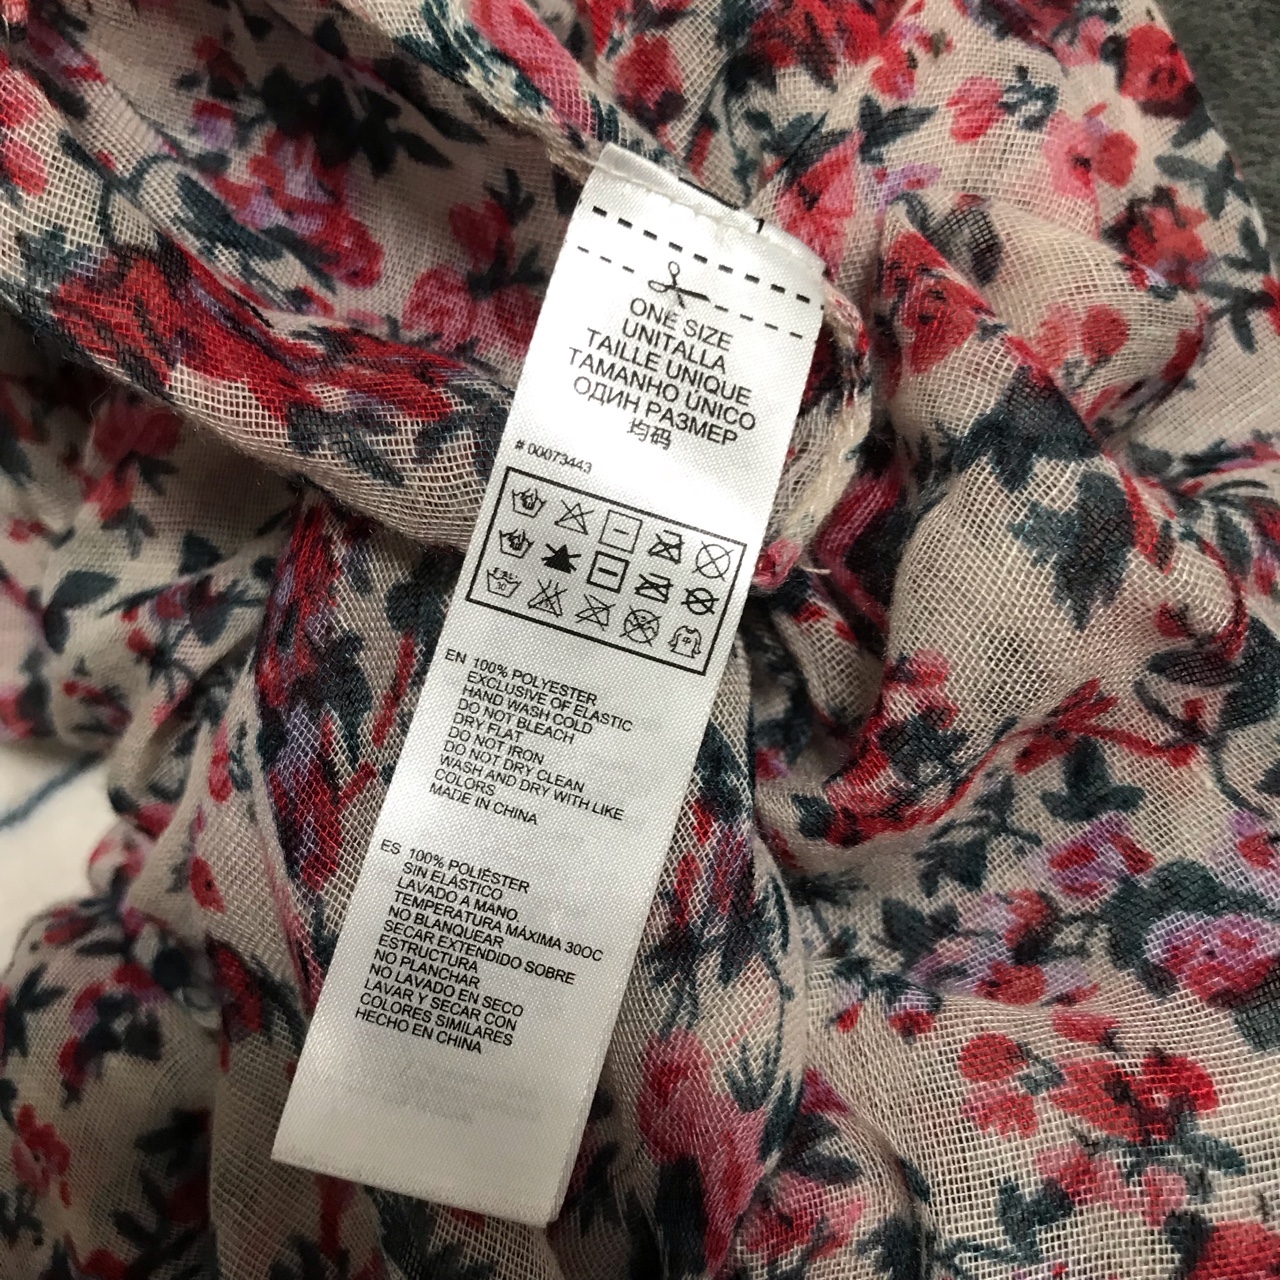 ONE SIZE
UNITALLA
TAILLE UNIQUE
TAMANHO ÚNICO
ОДИН РАЗМЕР
均码
# 00073443
EN 100% POLYESTER
EXCLUSIVE OF ELASTIC
HAND WASH COLD
DO NOT BLEACH
DRY FLAT
DO NOT IRON
DO NOT DRY CLEAN
WASH AND DRY WITH LIKE
COLORS
MADE IN CHINA
ES 100% POLIÉSTER
SIN ELÁSTICO
LAVADO A MANO.
TEMPERATURA MÁXIMA 30OC
NO BLANQUEAR
SECAR EXTENDIDO SOBRE
ESTRUCTURA
NO PLANCHAR
NO LAVADO EN SECO
LAVAR Y SECAR CON
COLORES SIMILARES
HECHO EN CHINA